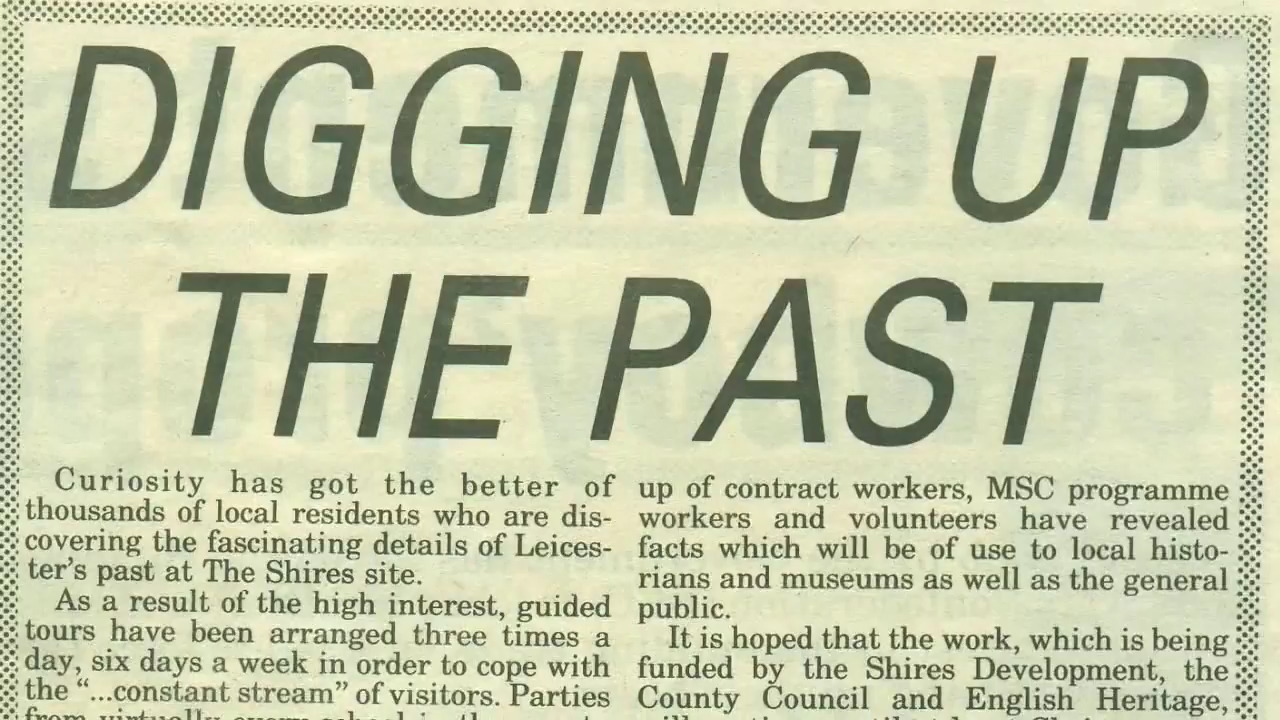 DIGGING UP
THE PAST
Curiosity has got the better of
thousands of local residents who are dis-
covering the fascinating details of Leices-
ter's past at The Shires site.
As a result of the high interest, guided
tours have been arranged three times a
day, six days a week in order to cope with
the “...constant stream” of visitors. Parties
up of contract workers, MSC programme
workers and volunteers have revealed
facts which will be of use to local histo-
rians and museums as well as the general
public.
It is hoped that the work, which is being
funded by the Shires Development, the
County Council and English Heritage,